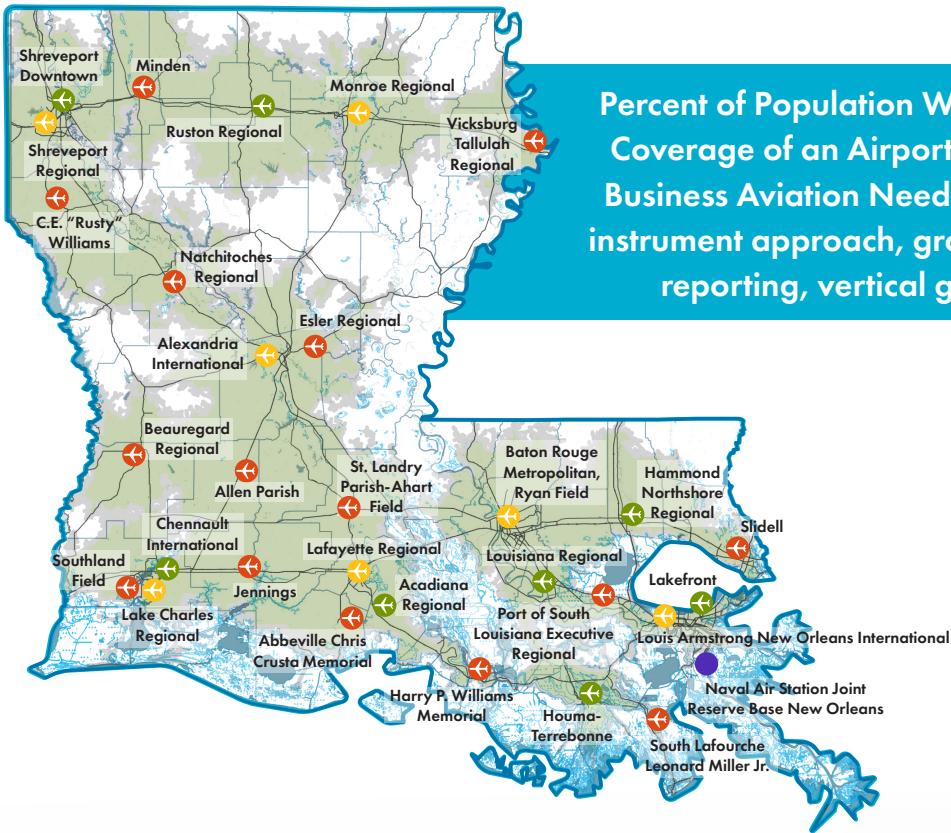 Shreveport
Downtown
Minden
Monroe Regional
Ruston Regional
Vicksburg
Tallulah
Regional
Shreveport
Regional
C.E. “Rusty”
Williams
Natchitoches
Regional
Esler Regional
Alexandria
International
Percent of Population W
Coverage of an Airport
Business Aviation Need
instrument approach, gro
reporting, vertical g
Beauregard
Regional
Allen Parish
St. Landry
Parish-Ahart
Field
Baton Rouge
Metropolitan,
Ryan Field
Hammond
Northshore
Regional
Slidell
Chennault
International
Southland
Field
Lake Charles
Regional
Jennings
Lafayette Regional
Acadiana
Regional
Abbeville Chris
Crusta Memorial
Louisiana Regional
Lakefront
Port of South
Louisiana Executive
Regional
Louis Armstrong New Orleans International
Naval Air Station Joint
Reserve Base New Orleans
Harry P. Williams
Memorial
Houma-
Terrebonne
South Lafourche
Leonard Miller Jr.